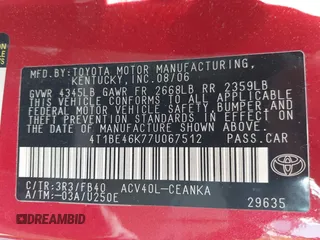 MFD.BY:TOYOTA MOTOR MANUFACTURING,
KENTUCKY,INC.08/06
GVWR 4345LB GAWR FR 2668LB RR 2359LB
THIS VEHICLE CONFORMS TO ALL APPLICABLE
FEDERAL MOTOR VEHICLE SAFETY,
BUMPER, AND THEFT PREVENTION STANDARDS
IN EFFECT ON THE DATE OF
MANUFACTURE SHOWN ABOVE.
4T1BE46K77U067512 PASS.CAR
C/TR:3R3/FB40 ACV40L-CEANKA
A/TM:-03A/U250E
29635
DREAMBID